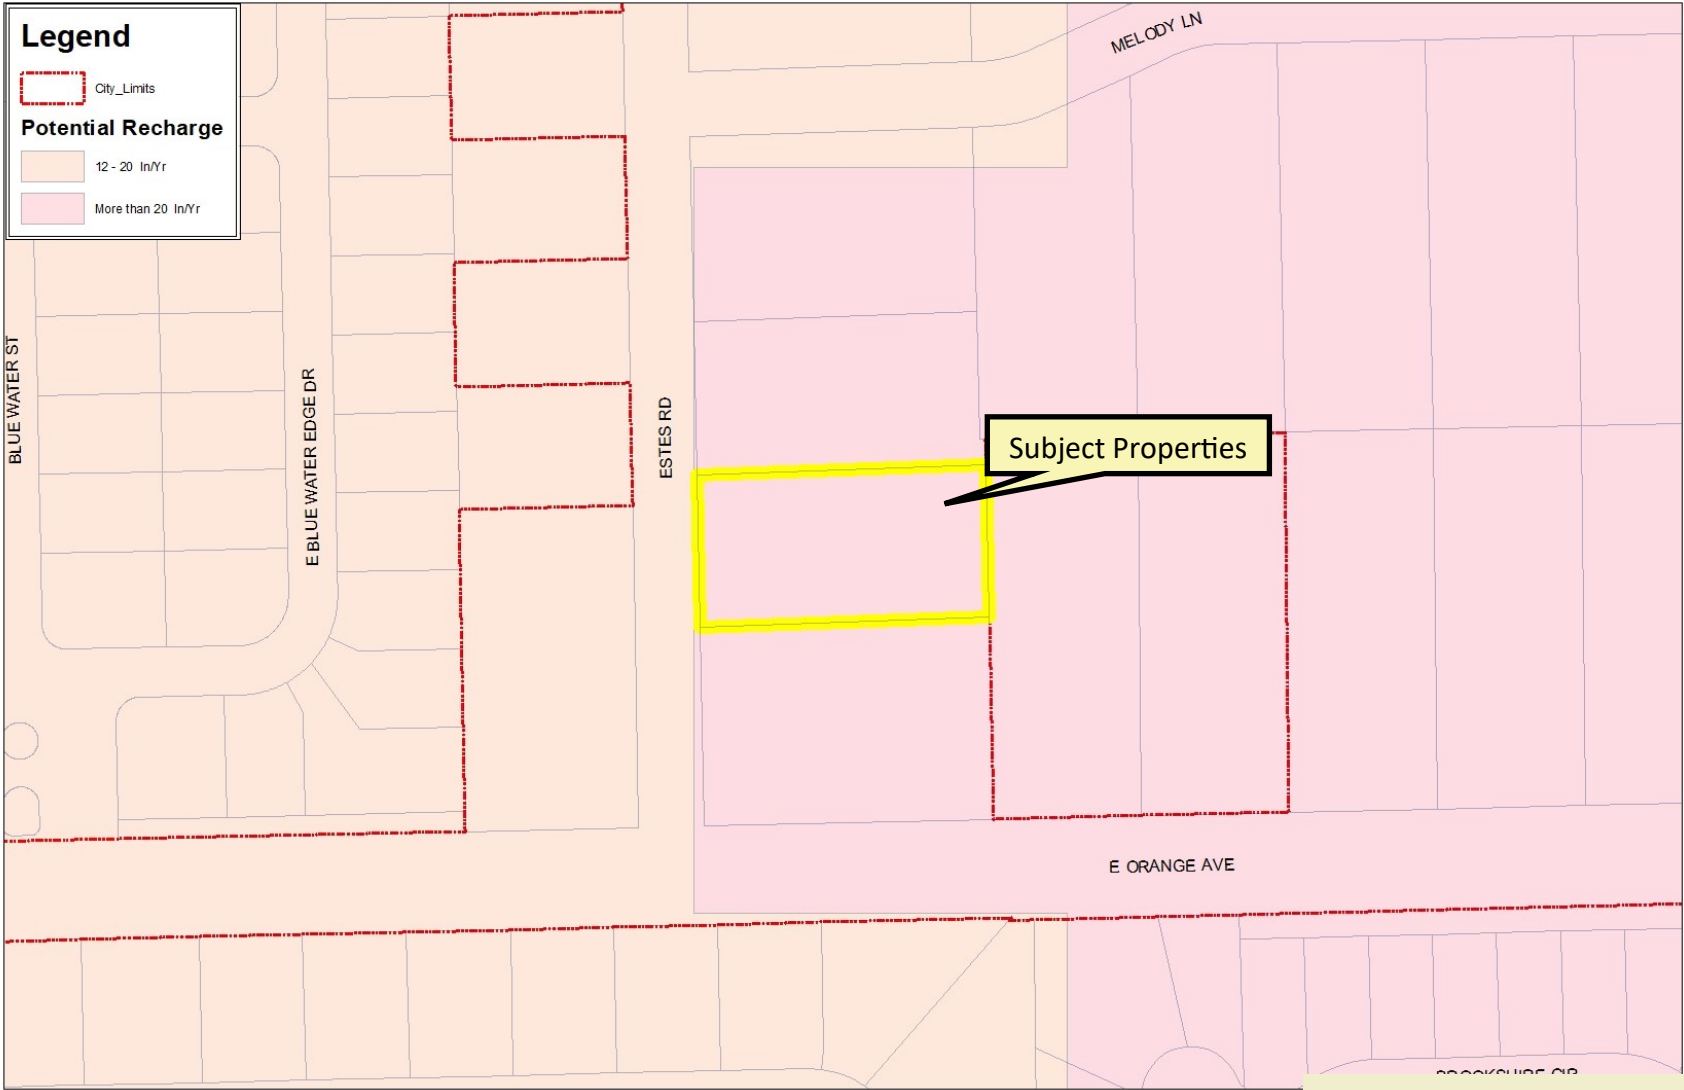 Legend
City_Limits
Potential Recharge
12 - 20 In/Yr
More than 20 In/Yr
MELODY LN
BLUE WATER ST
E BLUE WATER EDGE DR
ESTES RD
Subject Properties
E ORANGE AVE